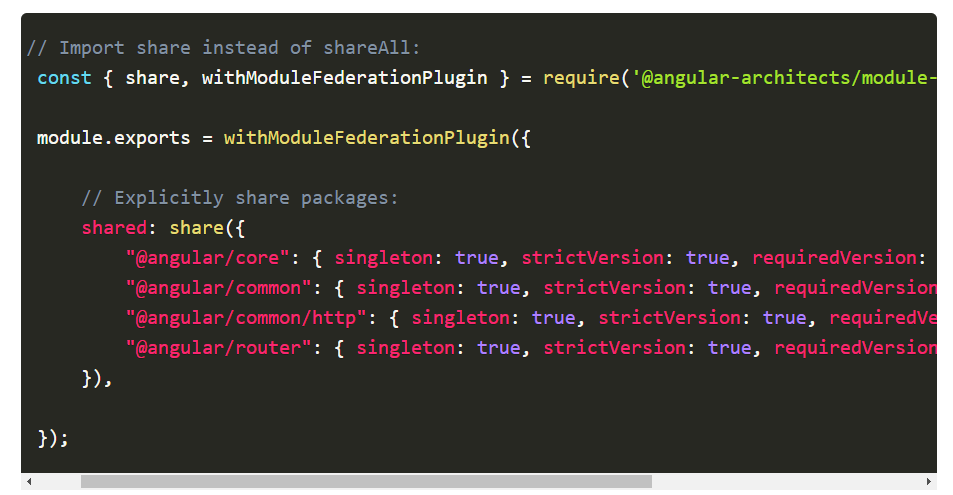 // Import share instead of shareAll:
const { share, withModuleFederationPlugin } = require('@angular-architects/module-
module.exports = withModuleFederationPlugin({
// Explicitly share packages:
shared: share({
"@angular/core": { singleton: true, strictVersion: true, requiredVersion:
"@angular/common": { singleton: true, strictVersion: true, requiredVersion
"@angular/common/http": { singleton: true, strictVersion: true, requiredVe
"@angular/router": { singleton: true, strictVersion: true, requiredVersion
}),
});